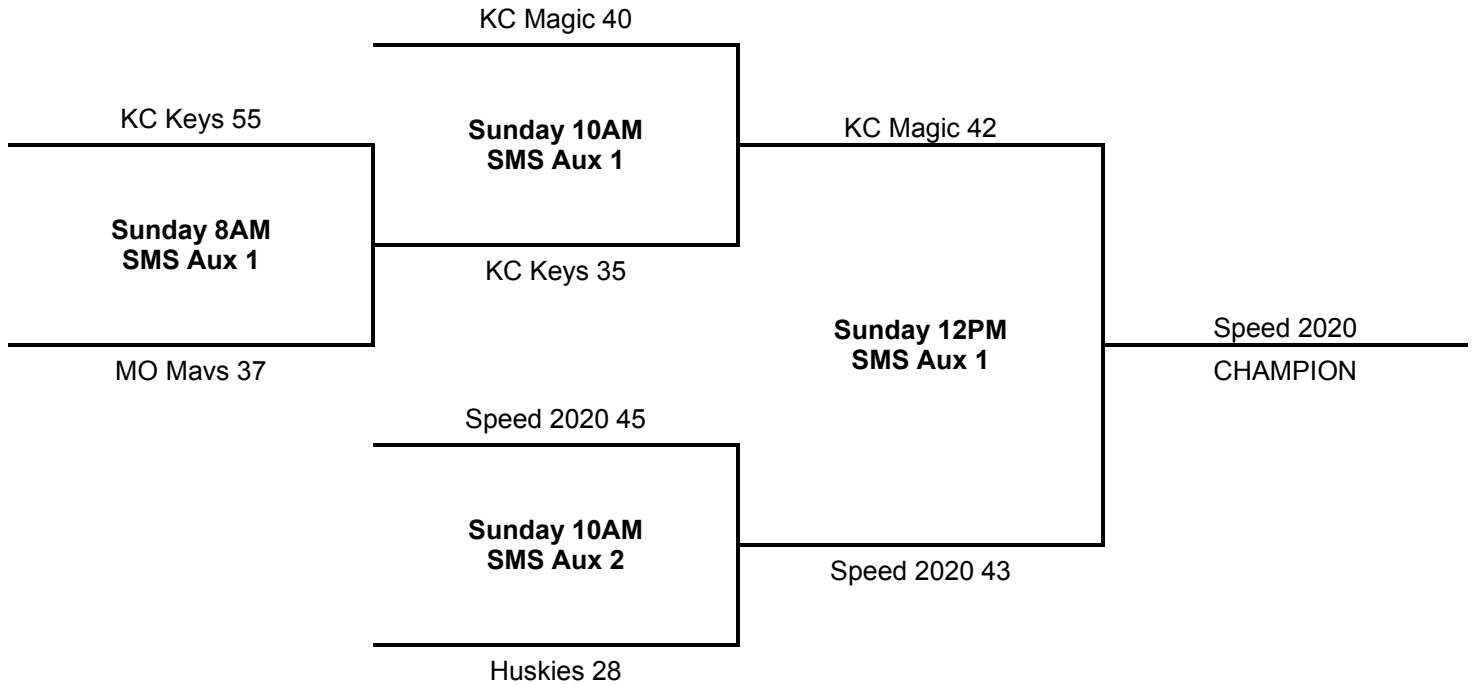 KC Magic 40
KC Keys 55
Sunday 10AM
SMS Aux 1
KC Magic 42
Sunday 8AM
SMS Aux 1
KC Keys 35
Sunday 12PM
SMS Aux 1
Speed 2020
CHAMPION
MO Mavs 37
Speed 2020 45
Sunday 10AM
SMS Aux 2
Speed 2020 43
Huskies 28